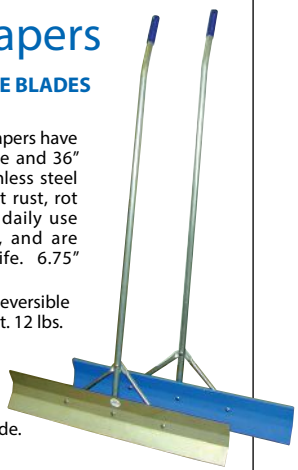 apers
E BLADES
apers have
e and 36”
nless steel
t rust, rot
daily use
, and are
ife. 6.75”
eversible
t. 12 lbs.
de.